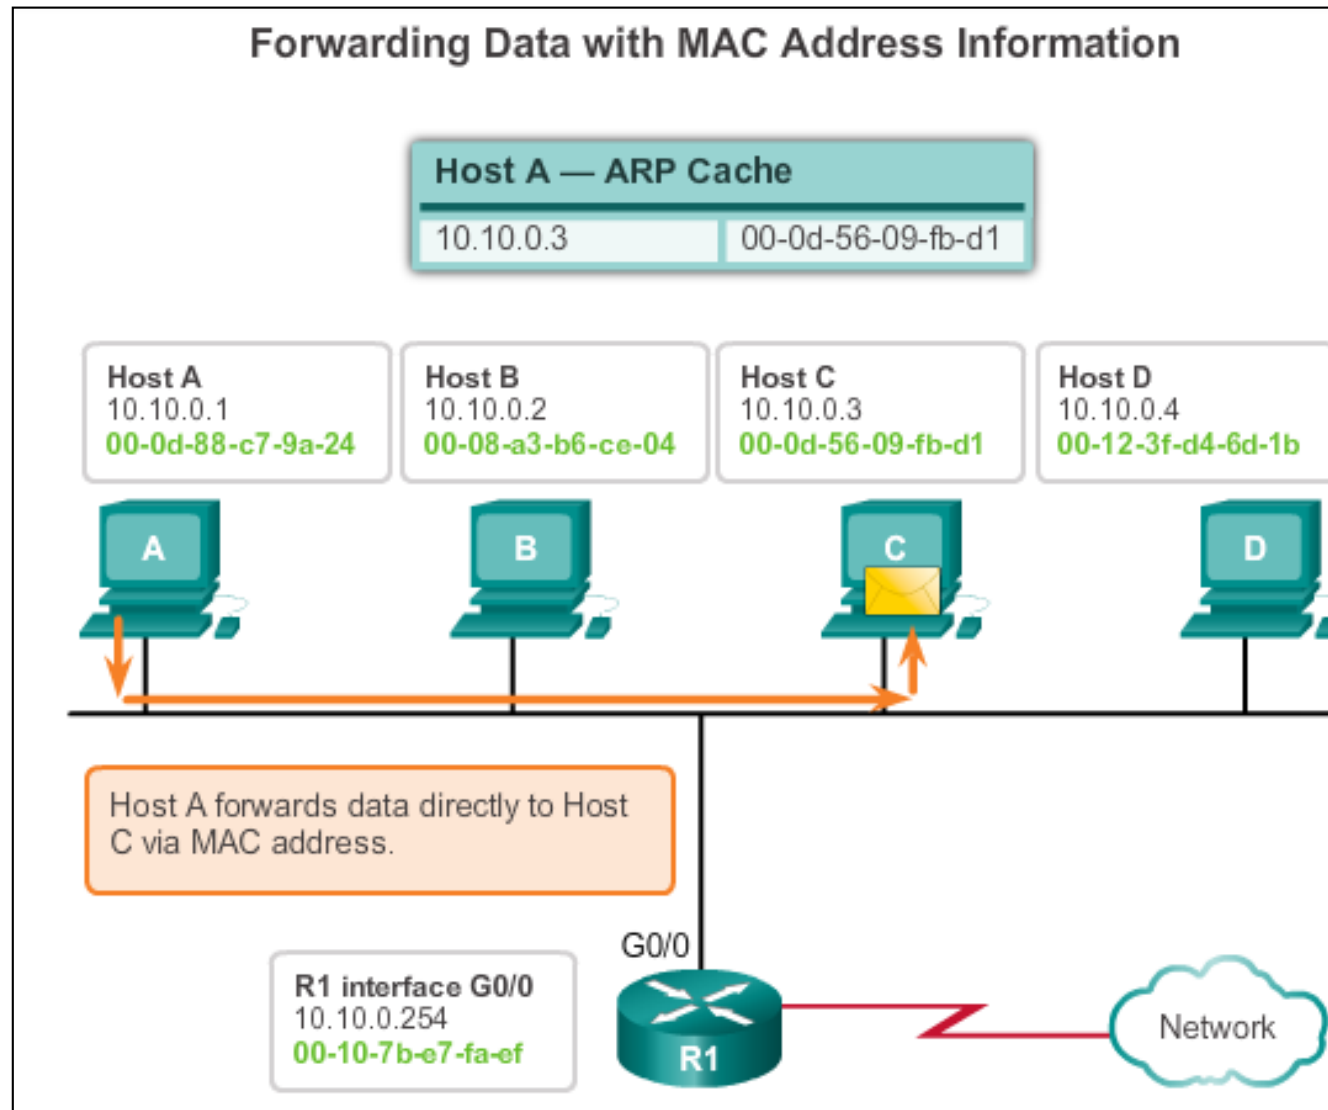 Forwarding Data with MAC Address Information
Host A — ARP Cache
10.10.0.3 00-0d-56-09-fb-d1
Host A
10.10.0.1
00-0d-88-c7-9a-24
Host B
10.10.0.2
00-08-a3-b6-ce-04
Host C
10.10.0.3
00-0d-56-09-fb-d1
Host D
10.10.0.4
00-12-3f-d4-6d-1b
A
B
C
D
Host A forwards data directly to Host
C via MAC address.
G0/0
R1 interface G0/0
10.10.0.254
00-10-7b-e7-fa-ef
R1
Network